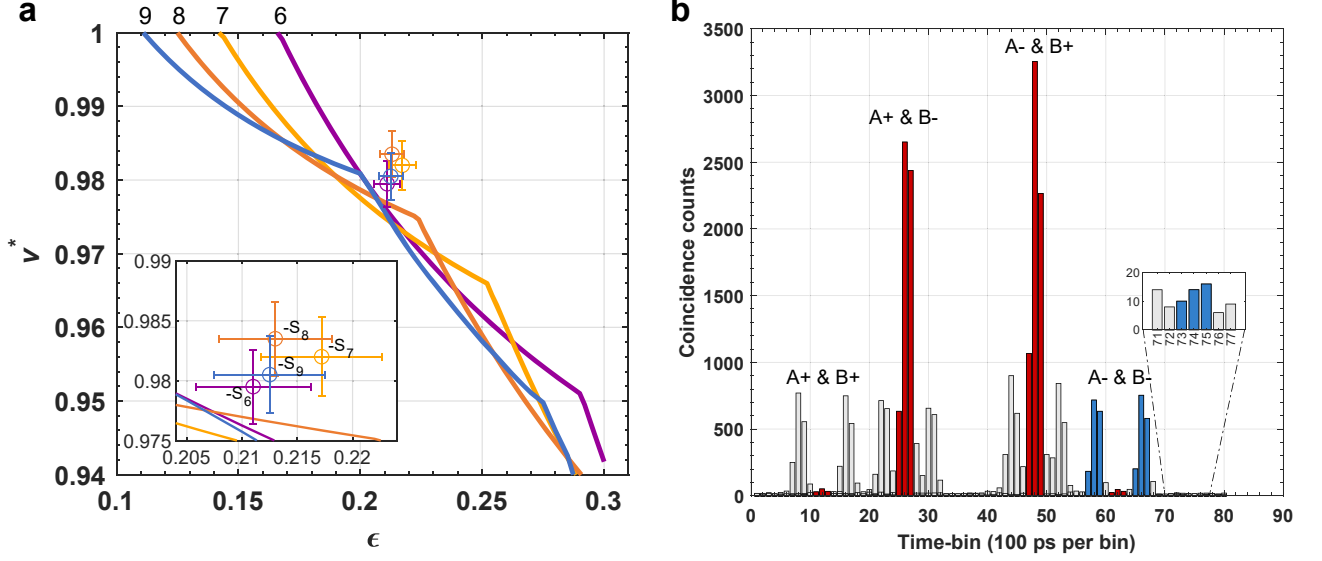 a
9 8 7 6
1
0.99
0.98
0.97
0.96
0.95
0.94
v*
0.99
0.985
0.98
0.975
-S8
-S7
-S9
-S6
0.205 0.21 0.215 0.22
0.1 0.15 0.2 0.25 0.3
ϵ
b
3500
3000
2500
2000
1500
1000
500
0
Coincidence counts
A- & B+
A+ & B-
A+ & B+
A- & B-
20
10
0
71 72 73 74 75 76 77
0 10 20 30 40 50 60 70 80 90
Time-bin (100 ps per bin)